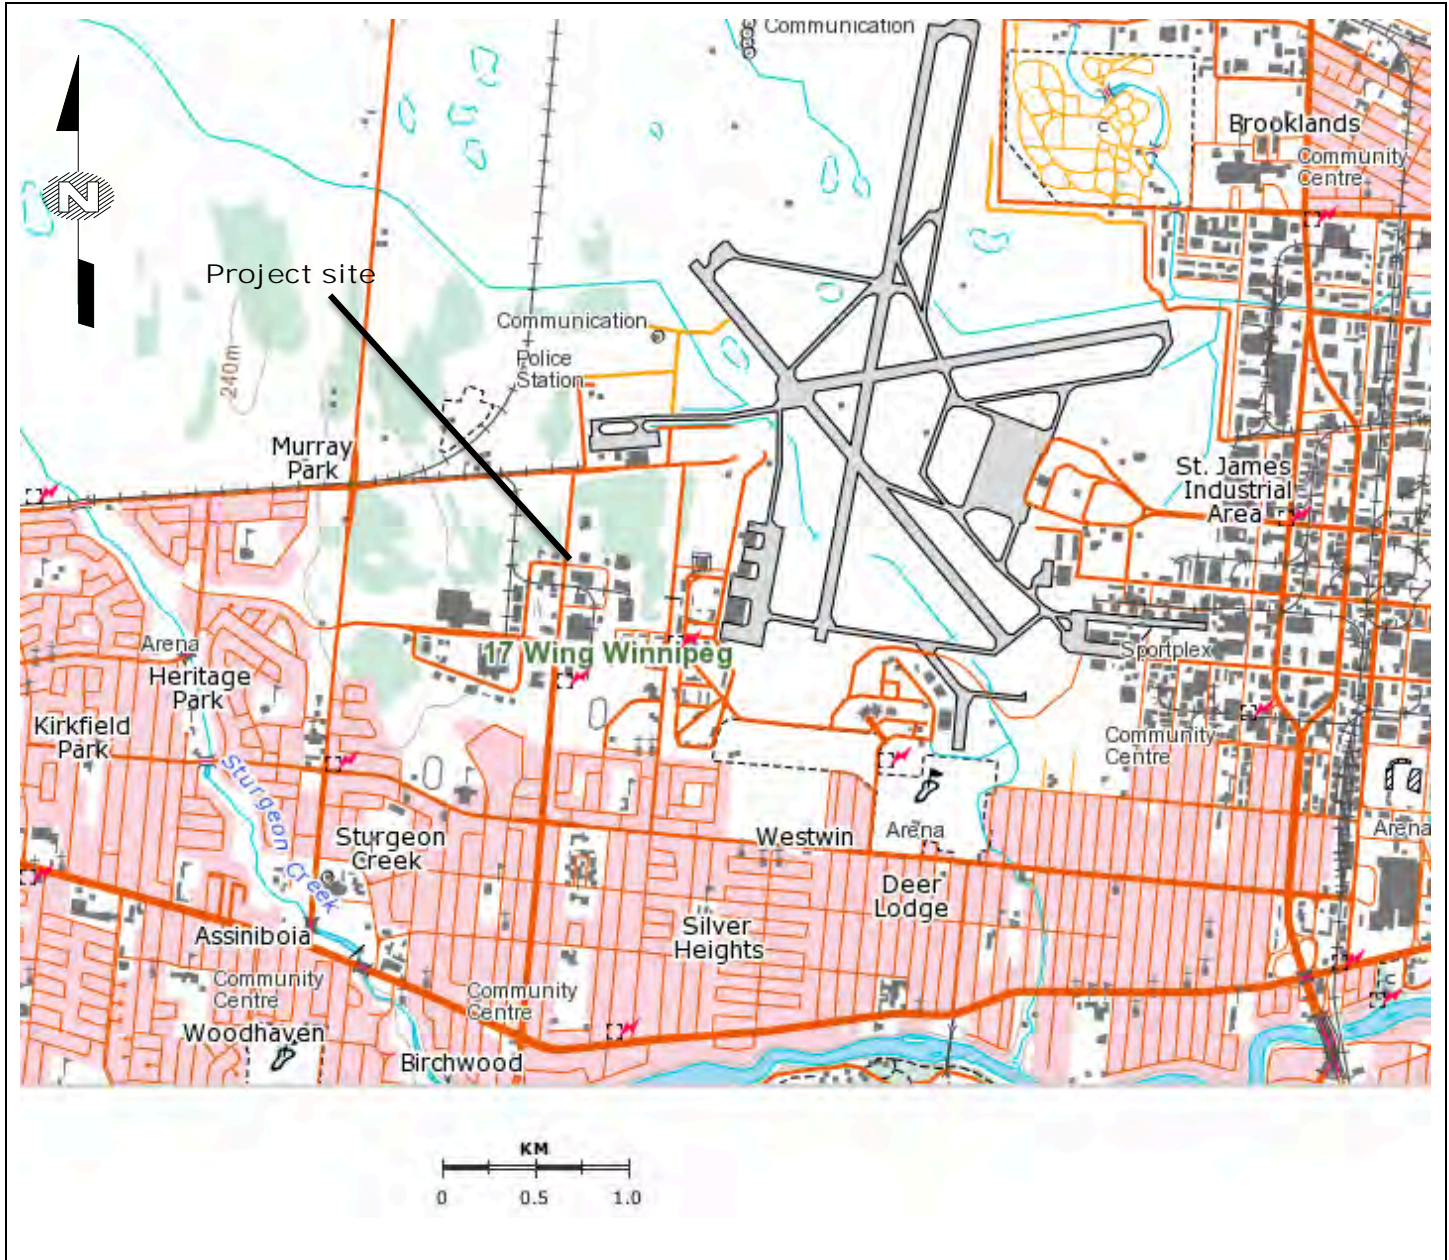 Communication
Brooklands
Community
Centre
N
Project site
Communication
Police
Station
240m
Murray
Park
St. James
Industrial
Area
Arena
Heritage
Park
17 Wing Winnipeg
Sportplex
Kirkfield
Park
Community
Centre
Sturgeon Creek
Sturgeon
Creek
Westwin
Arena
Arena
Deer
Lodge
Silver
Heights
Assiniboia
Community
Centre
Community
Centre
Woodhaven
Birchwood
C
C
KM
0 0.5 1.0